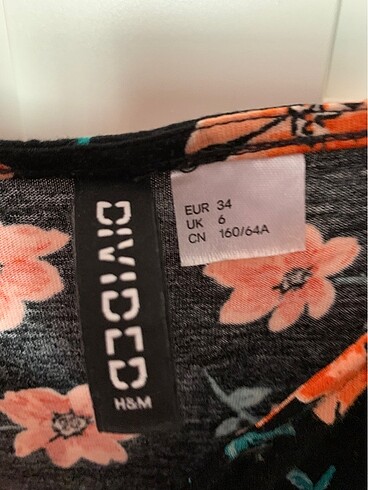 DIVIDED
H&M
EUR 34
UK 6
CN 160/64A